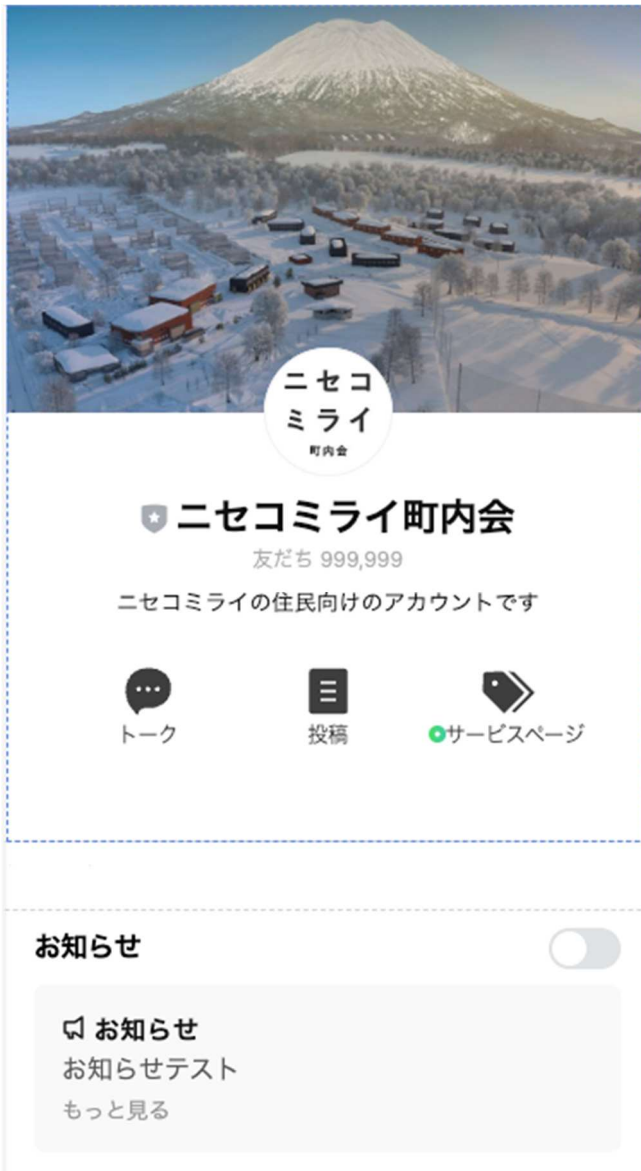 ニセコ
ミライ
町内会
ニセコミライ町内会
友だち 999,999
ニセコミライの住民向けのアカウントです
トーク
投稿
サービスページ
お知らせ
お知らせ
お知らせテスト
もっと見る